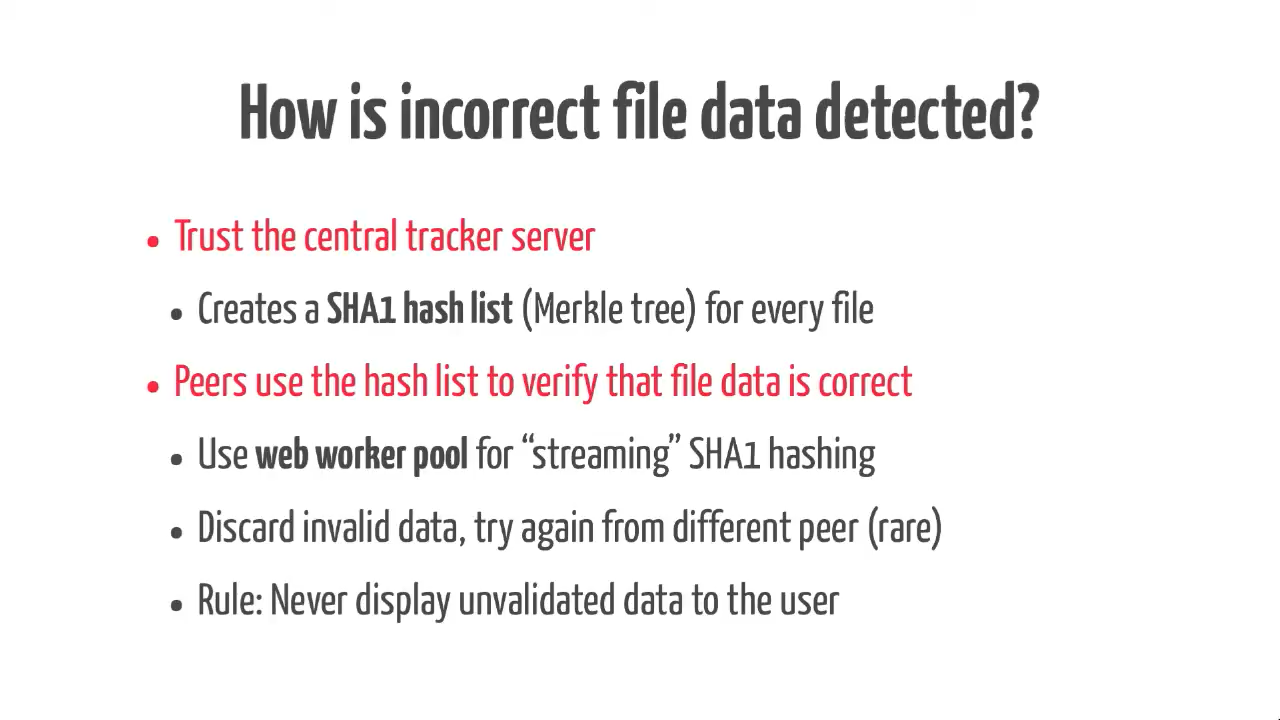 How is incorrect file data detected?
• Trust the central tracker server
• Creates a SHA1 hash list (Merkle tree) for every file
• Peers use the hash list to verify that file data is correct
• Use web worker pool for “streaming” SHA1 hashing
• Discard invalid data, try again from different peer (rare)
• Rule: Never display unvalidated data to the user